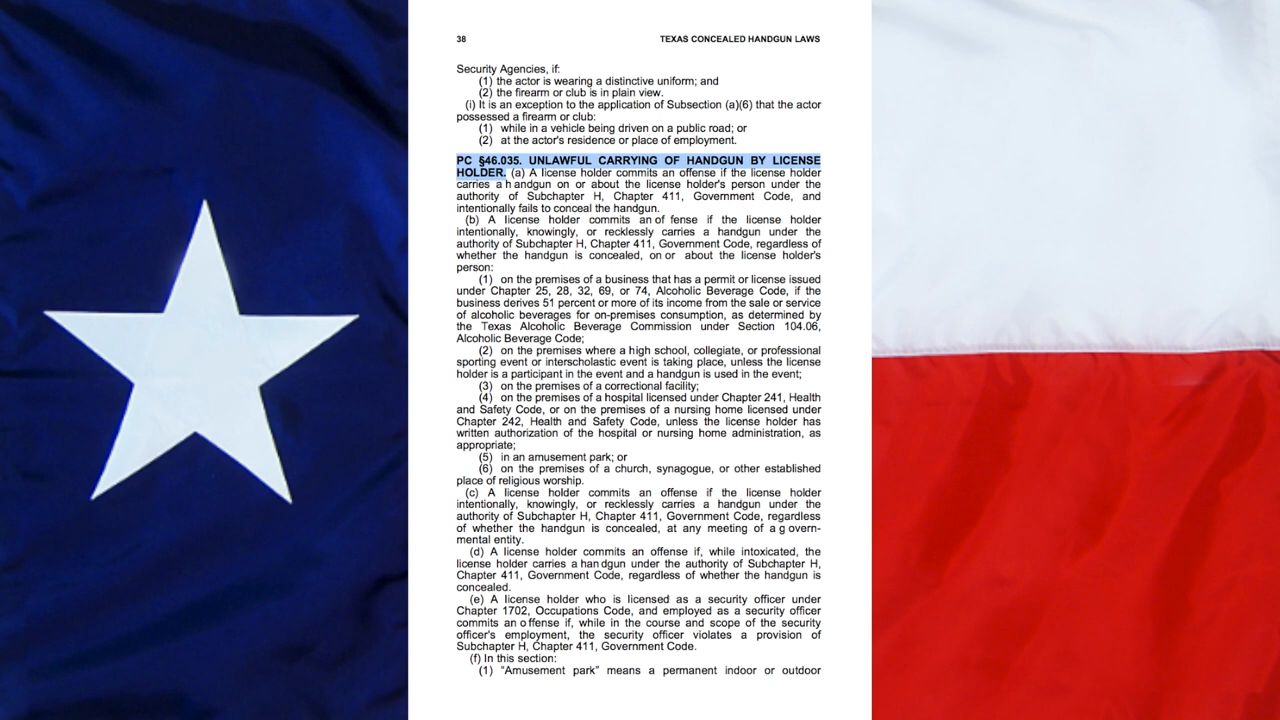 38 TEXAS CONCEALED HANDGUN LAWS
Security Agencies, if:
(1) the actor is wearing a distinctive uniform; and
(2) the firearm or club is in plain view.
(i) It is an exception to the application of Subsection (a)(6) that the actor
possessed a firearm or club:
(1) while in a vehicle being driven on a public road; or
(2) at the actor's residence or place of employment.
PC §46.035. UNLAWFUL CARRYING OF HANDGUN BY LICENSE
HOLDER. (a) A license holder commits an offense if the license holder
carries a h andgun on or about the license holder's person under the
authority of Subchapter H, Chapter 411, Government Code, and
intentionally fails to conceal the handgun.
(b) A license holder commits an of fense if the license holder
intentionally, knowingly, or recklessly carries a handgun under the
authority of Subchapter H, Chapter 411, Government Code, regardless of
whether the handgun is concealed, on or about the license holder's
person:
(1) on the premises of a business that has a permit or license issued
under Chapter 25, 28, 32, 69, or 74, Alcoholic Beverage Code, if the
business derives 51 percent or more of its income from the sale or service
of alcoholic beverages for on-premises consumption, as determined by
the Texas Alcoholic Beverage Commission under Section 104.06,
Alcoholic Beverage Code;
(2) on the premises where a high school, collegiate, or professional
sporting event or interscholastic event is taking place, unless the license
holder is a participant in the event and a handgun is used in the event;
(3) on the premises of a correctional facility;
(4) on the premises of a hospital licensed under Chapter 241, Health
and Safety Code, or on the premises of a nursing home licensed under
Chapter 242, Health and Safety Code, unless the license holder has
written authorization of the hospital or nursing home administration, as
appropriate;
(5) in an amusement park; or
(6) on the premises of a church, synagogue, or other established
place of religious worship.
(c) A license holder commits an offense if the license holder
intentionally, knowingly, or recklessly carries a handgun under the
authority of Subchapter H, Chapter 411, Government Code, regardless
of whether the handgun is concealed, at any meeting of a g overn-
mental entity.
(d) A license holder commits an offense if, while intoxicated, the
license holder carries a han dgun under the authority of Subchapter H,
Chapter 411, Government Code, regardless of whether the handgun is
concealed.
(e) A license holder who is licensed as a security officer under
Chapter 1702, Occupations Code, and employed as a security officer
commits an o ffense if, while in the course and scope of the security
officer's employment, the security officer violates a provision of
Subchapter H, Chapter 411, Government Code.
(f) In this section:
(1) "Amusement park" means a permanent indoor or outdoor